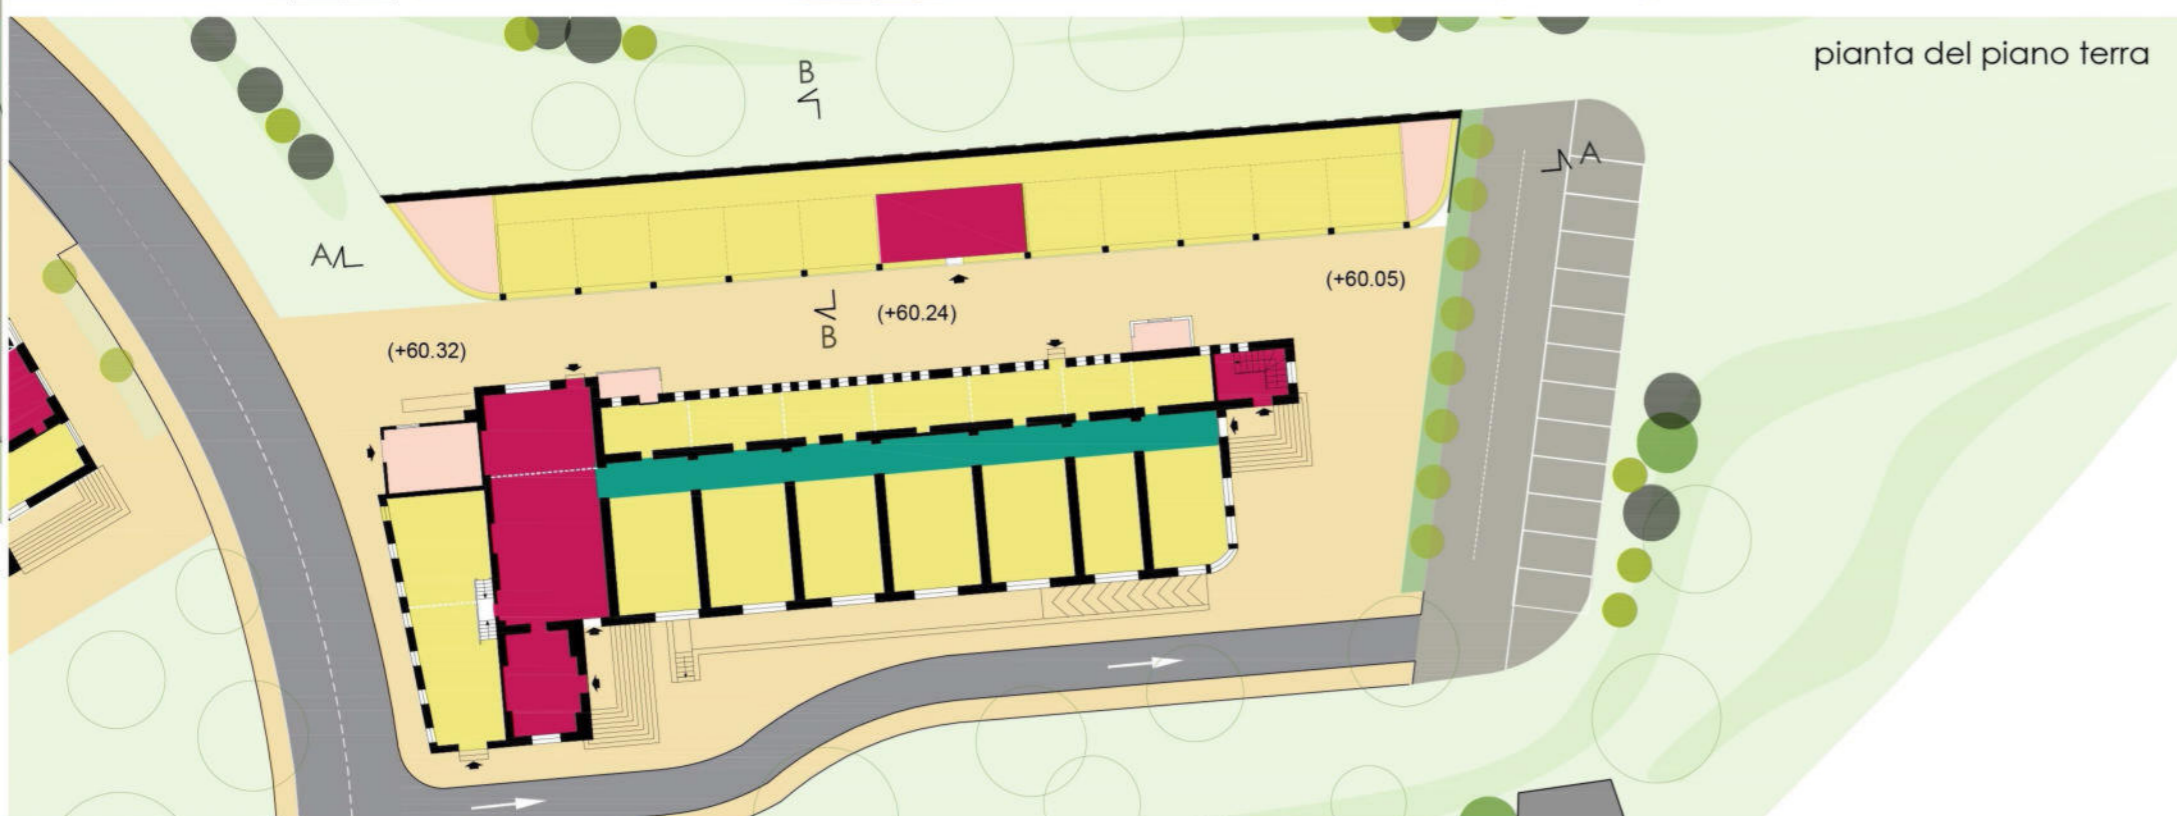 pianta del piano terra
B
A
A
(+60.05)
(+60.24)
B
(+60.32)